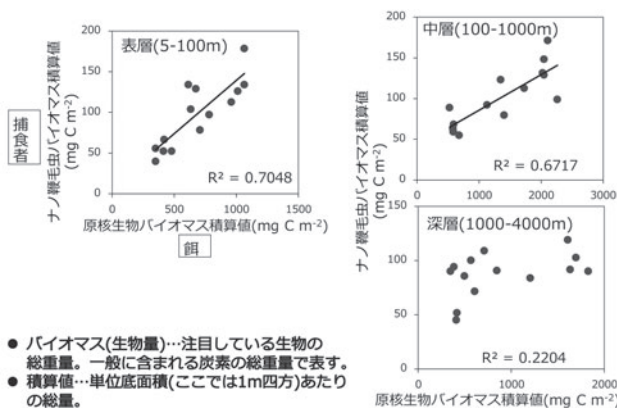 表層(5-100m)
200
150
100
50
0
0
500
1000
1500
R² = 0.7048
ナノ鞭毛虫バイオマス積算値
(mg C m-²)
捕食者
原核生物バイオマス積算値(mg C m-²)
餌
中層(100-1000m)
200
150
100
50
0
0
1000
2000
3000
R² = 0.6717
ナノ鞭毛虫バイオマス積算値
(mg C m-²)
深層(1000-4000m)
150
100
50
0
0
1000
2000
R² = 0.2204
原核生物バイオマス積算値(mg C m-²)
● バイオマス(生物量)…注目している生物の
総重量。一般に含まれる炭素の総重量で表す。
● 積算値…単位底面積(ここでは1m四方)あたり
の総量。